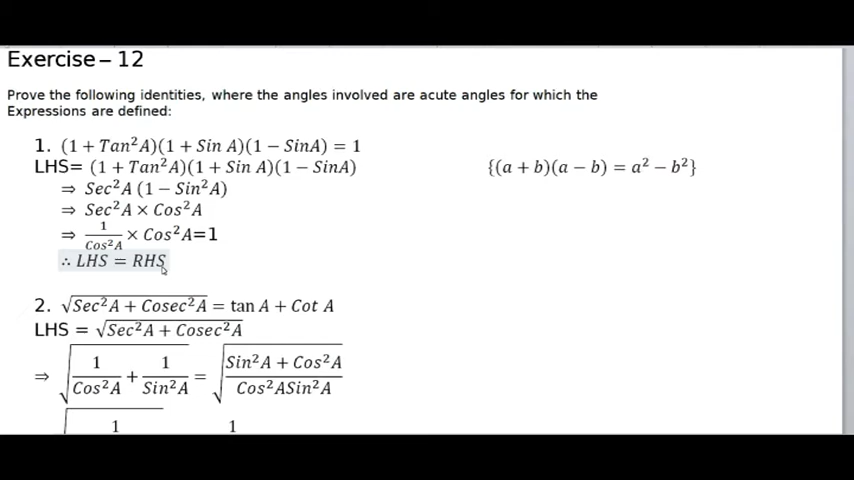 Exercise – 12
Prove the following identities, where the angles involved are acute angles for which the
Expressions are defined:
1. (1 + Tan²A)(1 + Sin A)(1 − SinA) = 1
LHS= (1 + Tan²A)(1 + Sin A)(1 − SinA) {(a + b)(a − b) = a² − b²}
⇒ Sec²A (1 − Sin²A)
⇒ Sec²A × Cos²A
⇒ 1/Cos²A × Cos²A=1
∴ LHS = RHS
2. √(Sec²A + Cosec²A) = tan A + Cot A
LHS = √(Sec²A + Cosec²A)
⇒ √(1/Cos²A + 1/Sin²A) = √((Sin²A + Cos²A)/(Cos²ASin²A))
1 1